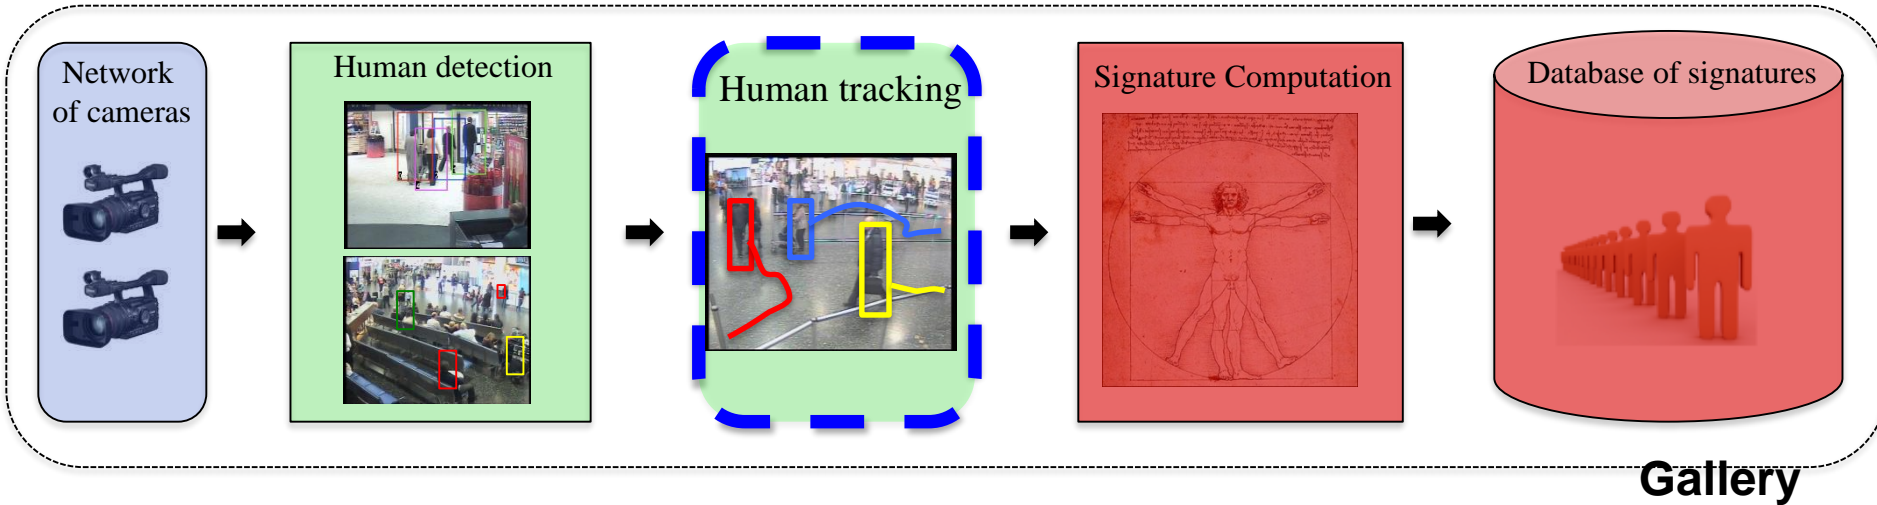 Network
of cameras
Human detection
Human tracking
Signature Computation
Database of signatures
Gallery